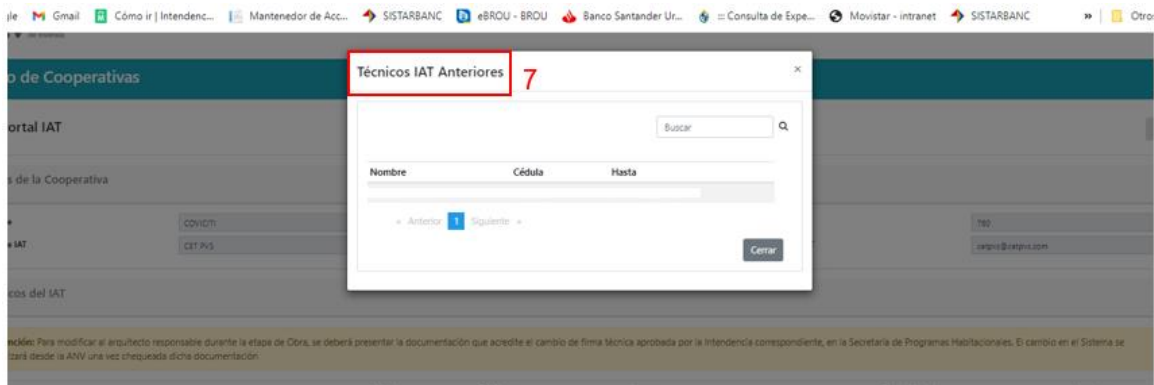 Gmail Cómo ir | Intendenc... Mantenedor de Acc... SISTARBANC eBROU - BROU Banco Santander Ur... :: Consulta de Expe... Movistar - intranet SISTARBANC » Otro
o de Cooperativas
Técnicos IAT Anteriores 7 ×
ortal IAT
Buscar
s de la Cooperativa
Nombre Cédula Hasta
« Anterior 1 Siguiente »
COVICITI 780
IAT CET PVS cetpvs@cetpvs.com
Cerrar
icos del IAT
nción: Para modificar al arquitecto responsable durante la etapa de Obra, se deberá presentar la documentación que acredite el cambio de firma técnica aprobada por la Intendencia correspondiente, en la Secretaría de Programas Habitacionales. El cambio en el Sistema se
izará desde la ANV una vez chequeada dicha documentación